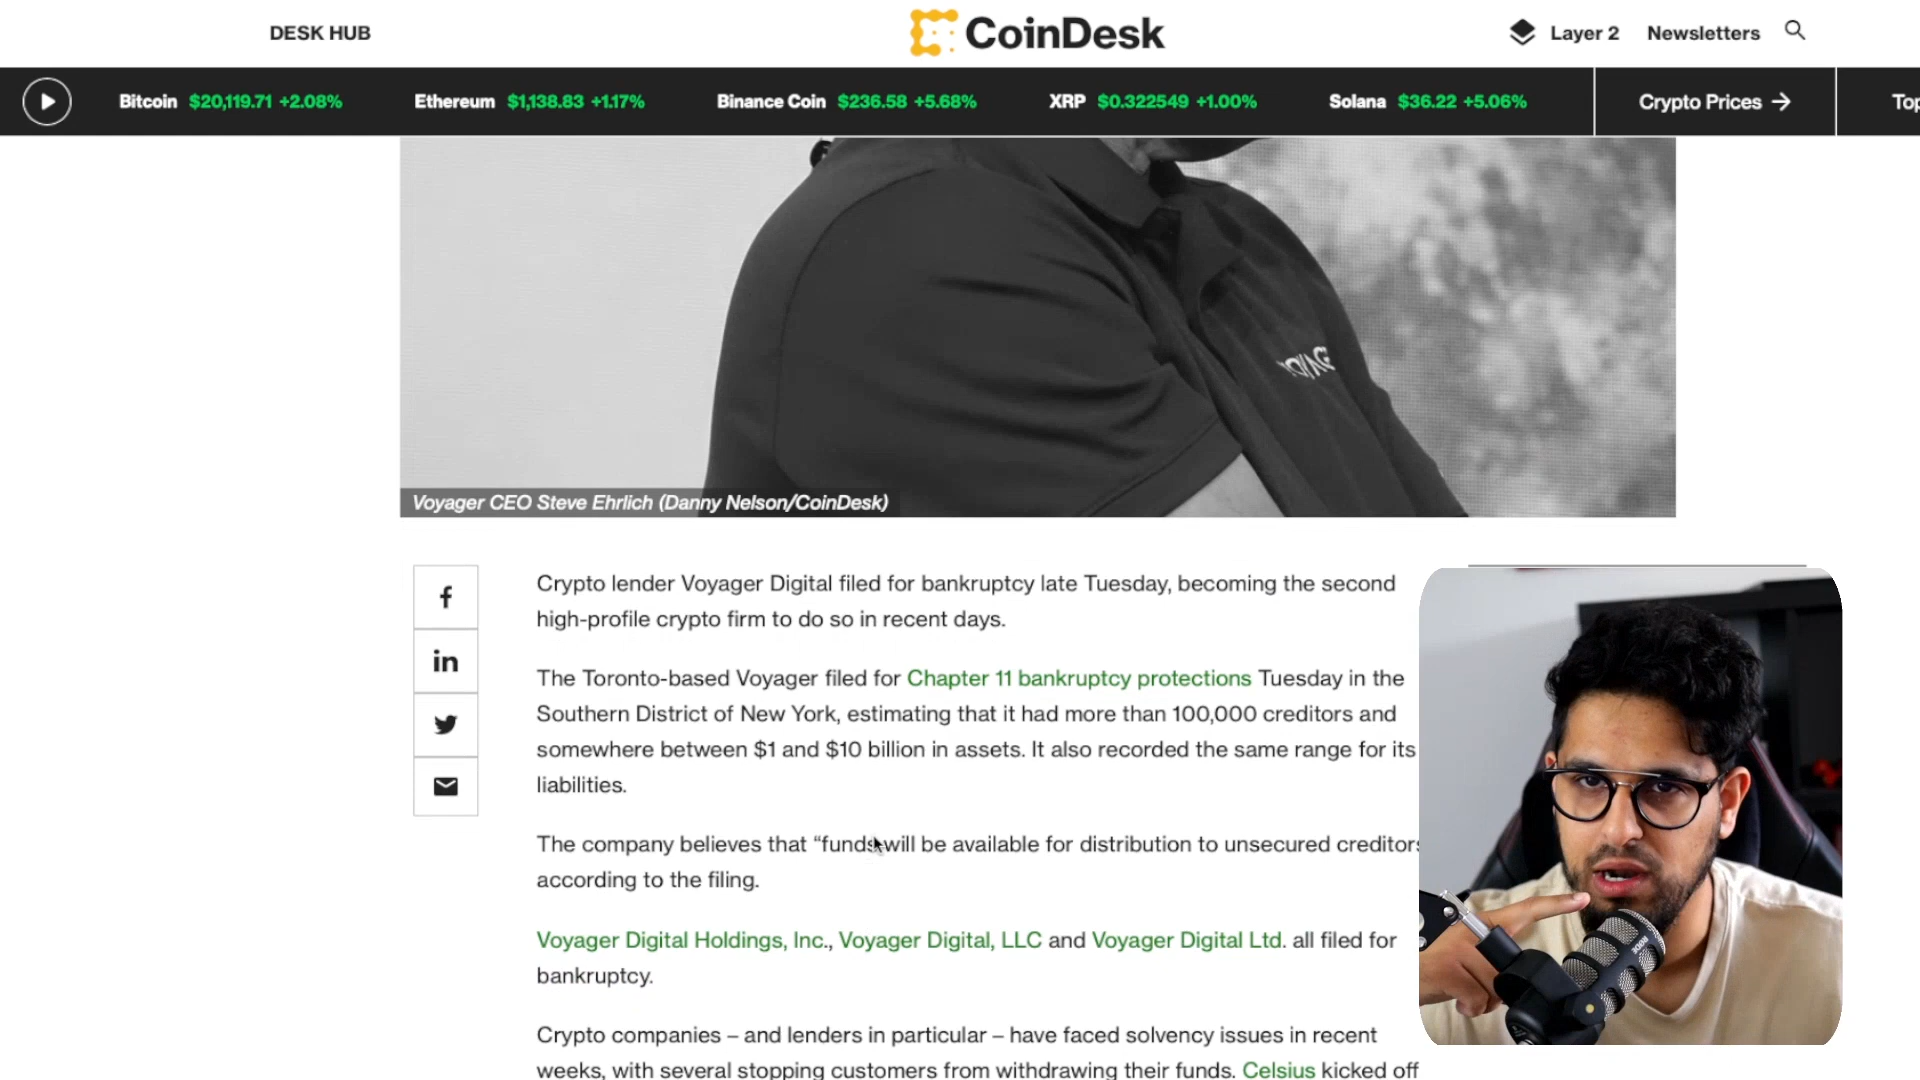 DESK HUB
CoinDesk
Layer 2
Newsletters
Bitcoin $20,119.71 +2.08%
Ethereum $1,138.83 +1.17%
Binance Coin $236.58 +5.68%
XRP $0.322549 +1.00%
Solana $36.22 +5.06%
Crypto Prices →
Top
Voyager CEO Steve Ehrlich (Danny Nelson/CoinDesk)
Crypto lender Voyager Digital filed for bankruptcy late Tuesday, becoming the second
high-profile crypto firm to do so in recent days.
The Toronto-based Voyager filed for Chapter 11 bankruptcy protections Tuesday in the
Southern District of New York, estimating that it had more than 100,000 creditors and
somewhere between $1 and $10 billion in assets. It also recorded the same range for its
liabilities.
The company believes that “funds will be available for distribution to unsecured creditors
according to the filing.
Voyager Digital Holdings, Inc., Voyager Digital, LLC and Voyager Digital Ltd. all filed for
bankruptcy.
Crypto companies – and lenders in particular – have faced solvency issues in recent
weeks, with several stopping customers from withdrawing their funds. Celsius kicked off
RODE